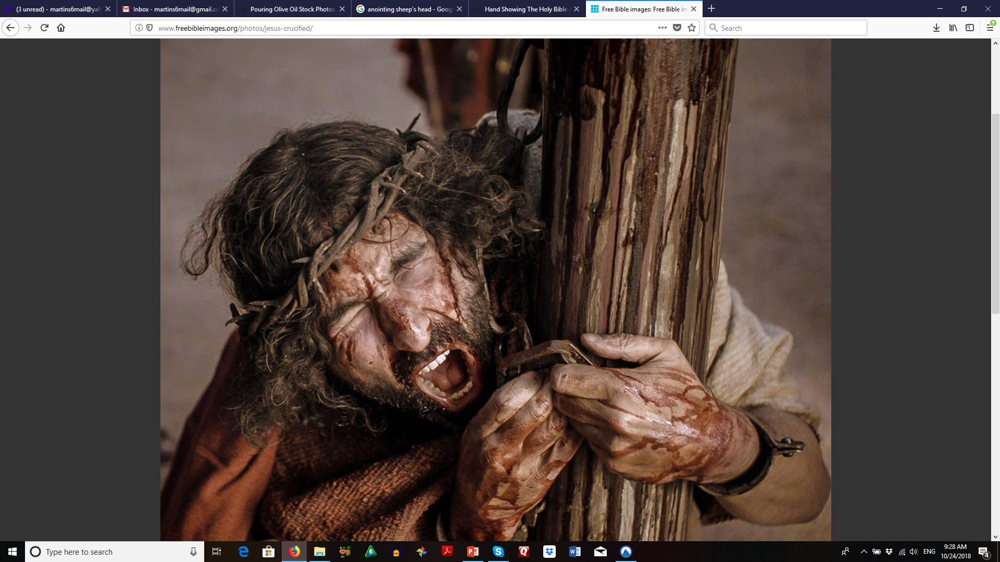 (3 unread) - martins6mail@yah
Inbox - martins6mail@gmail.co
Pouring Olive Oil Stock Photos.
anointing sheep's head - Goog
Hand Showing The Holy Bible
Free Bible images: Free Bible im
www.freebibleimages.org/photos/jesus-crucified/
Search
Type here to search
ENG
9:28 AM
10/24/2018
4